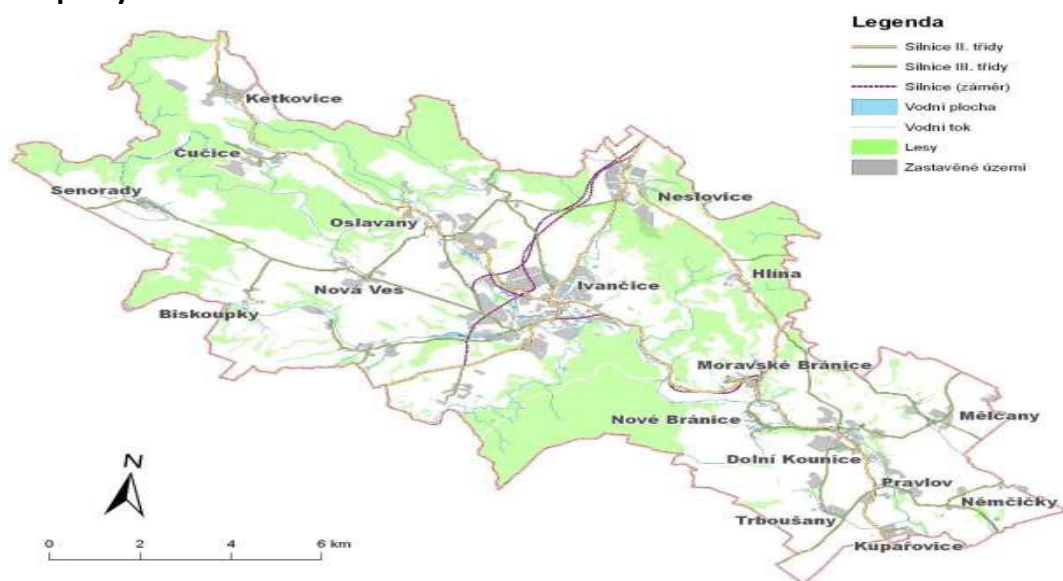 Legenda
Silnice II. třídy
Silnice III. třídy
Silnice (záměr)
Vodní plocha
Vodní tok
Lesy
Zastavěné území
Ketkovice
Čučice
Senorady
Neslovice
Oslavany
Hlína
Nová Ves
Ivančice
Biskoupky
Moravské Bránice
Nové Bránice
Mělčany
Dolní Kounice
Pravlov
Němčičky
Trboušany
Kupařovice
N
0 2 4 6 km